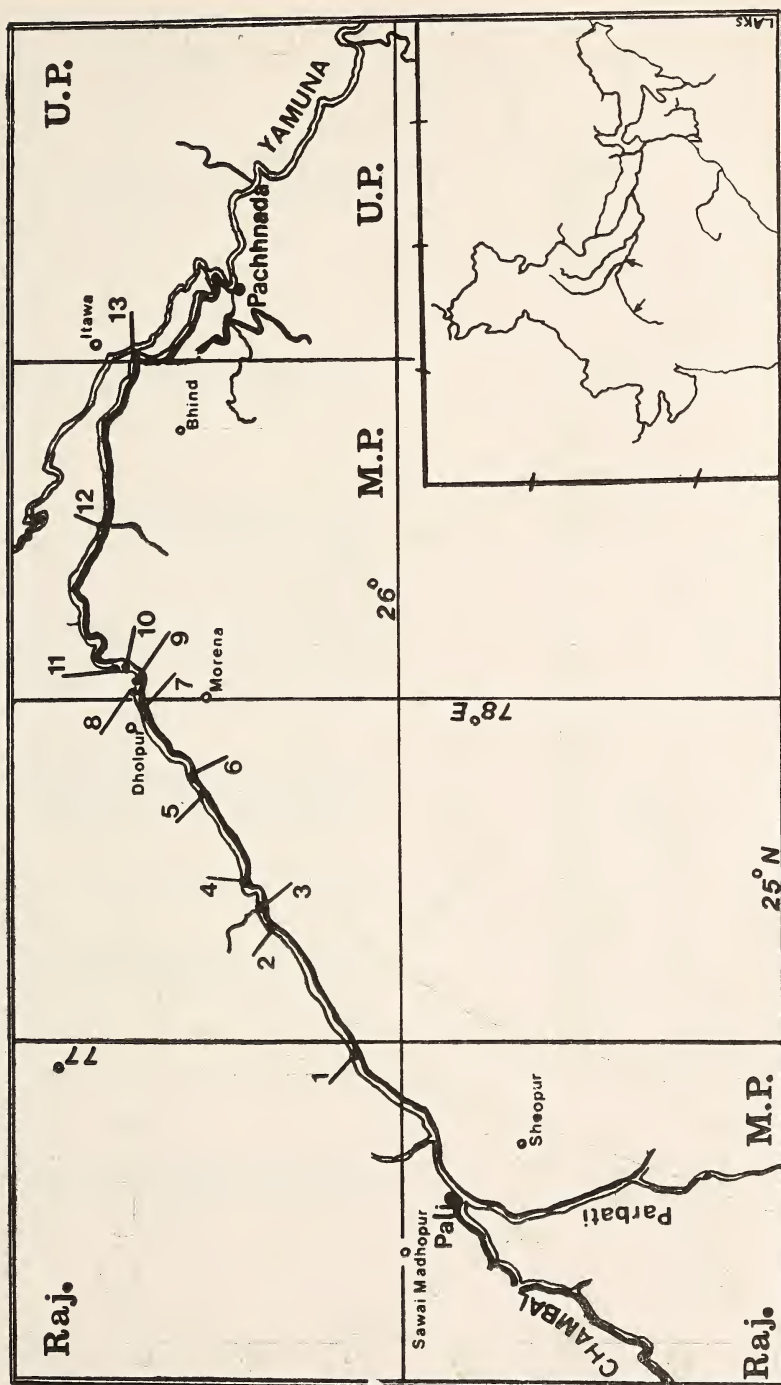 Raj.
U.P.
YAMUNA
U.P.
Pachhnada
Itawa
13
Bhind
M.P.
12
26°
11
10
9
8
7
Morena
Dholpur
78°E
6
5
4
3
2
25°N
77°
1
Sheopur
M.P.
Sawai Madhopur
Pali
Parbati
CHAMBAL
Raj.
LAKS